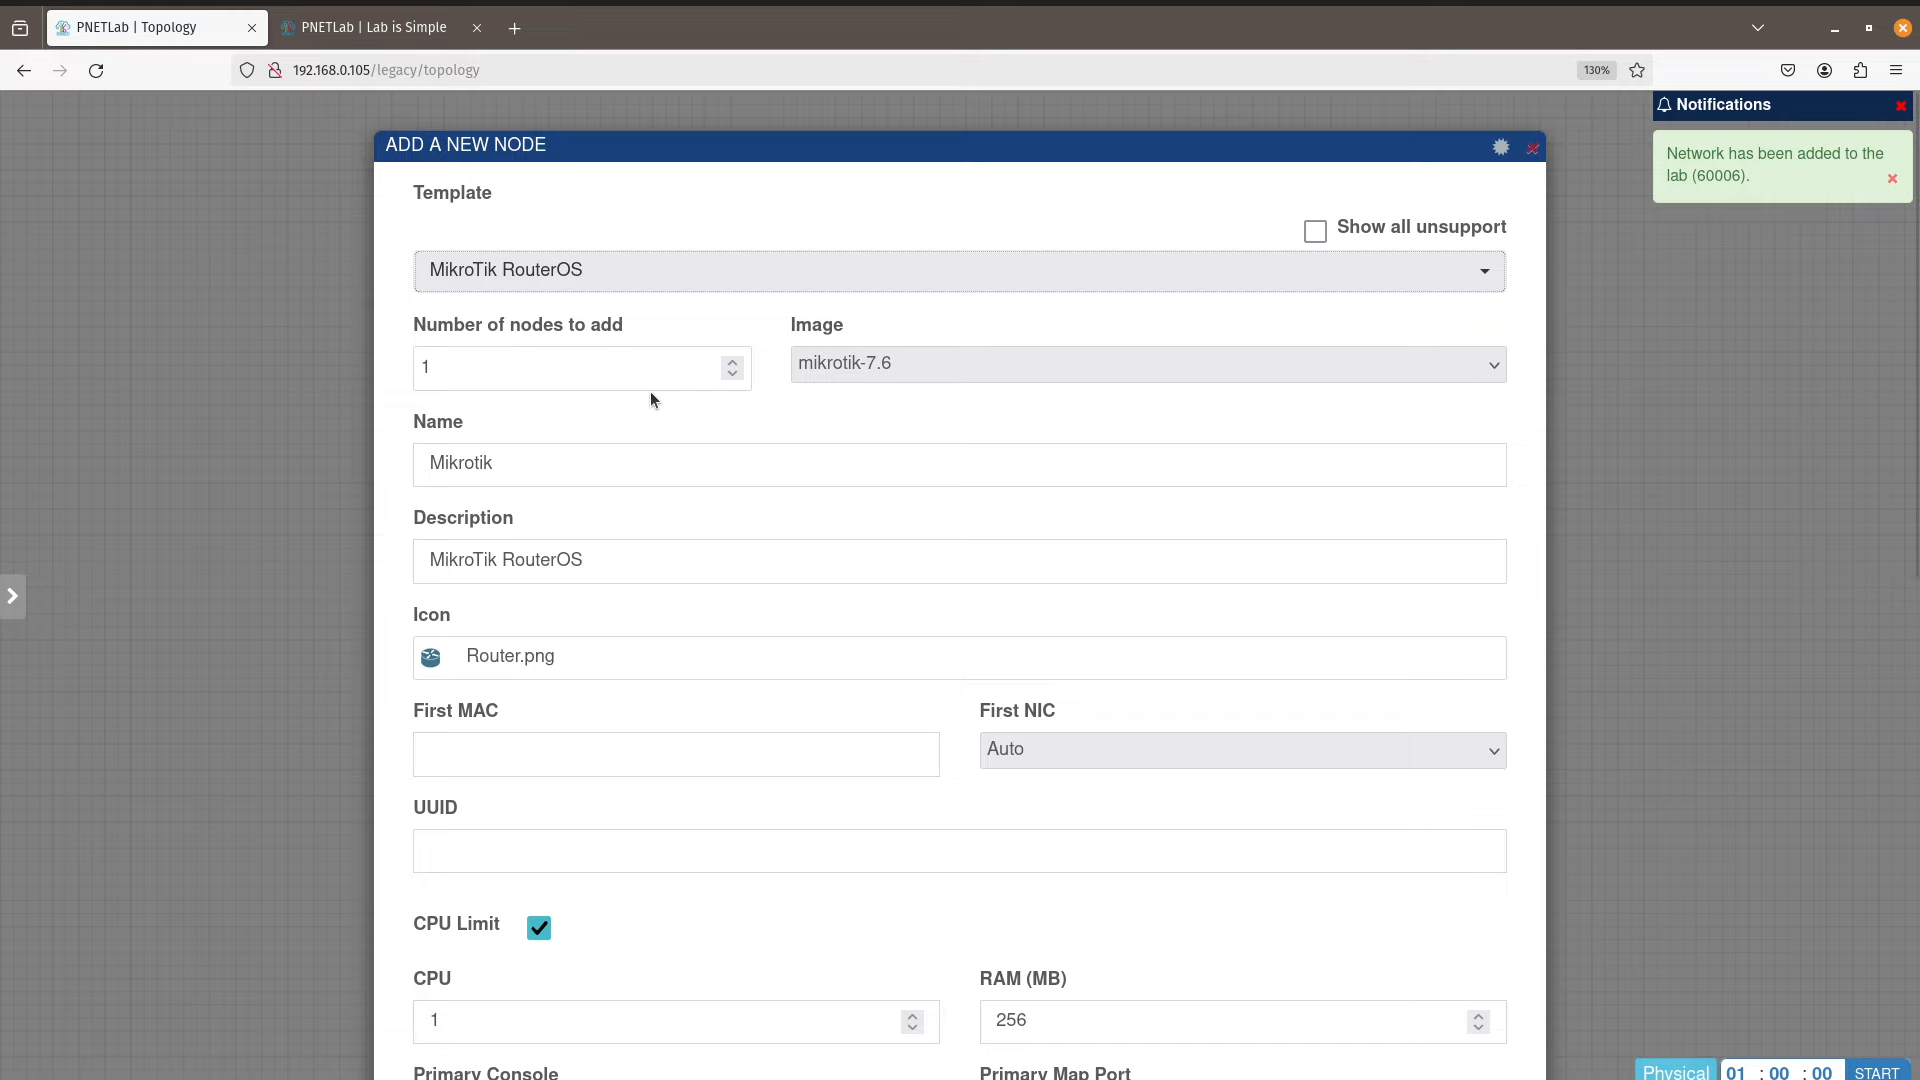 PNETLab | Topology
PNETLab | Lab is Simple
192.168.0.105/legacy/topology
130%
Notifications
Network has been added to the
lab (60006).
ADD A NEW NODE
Template
Show all unsupport
MikroTik RouterOS
Number of nodes to add
Image
1
mikrotik-7.6
Name
Mikrotik
Description
MikroTik RouterOS
Icon
Router.png
First MAC
First NIC
Auto
UUID
CPU Limit
CPU
RAM (MB)
1
256
Primary Console
Primary Map Port
Physical
01 : 00 : 00
START